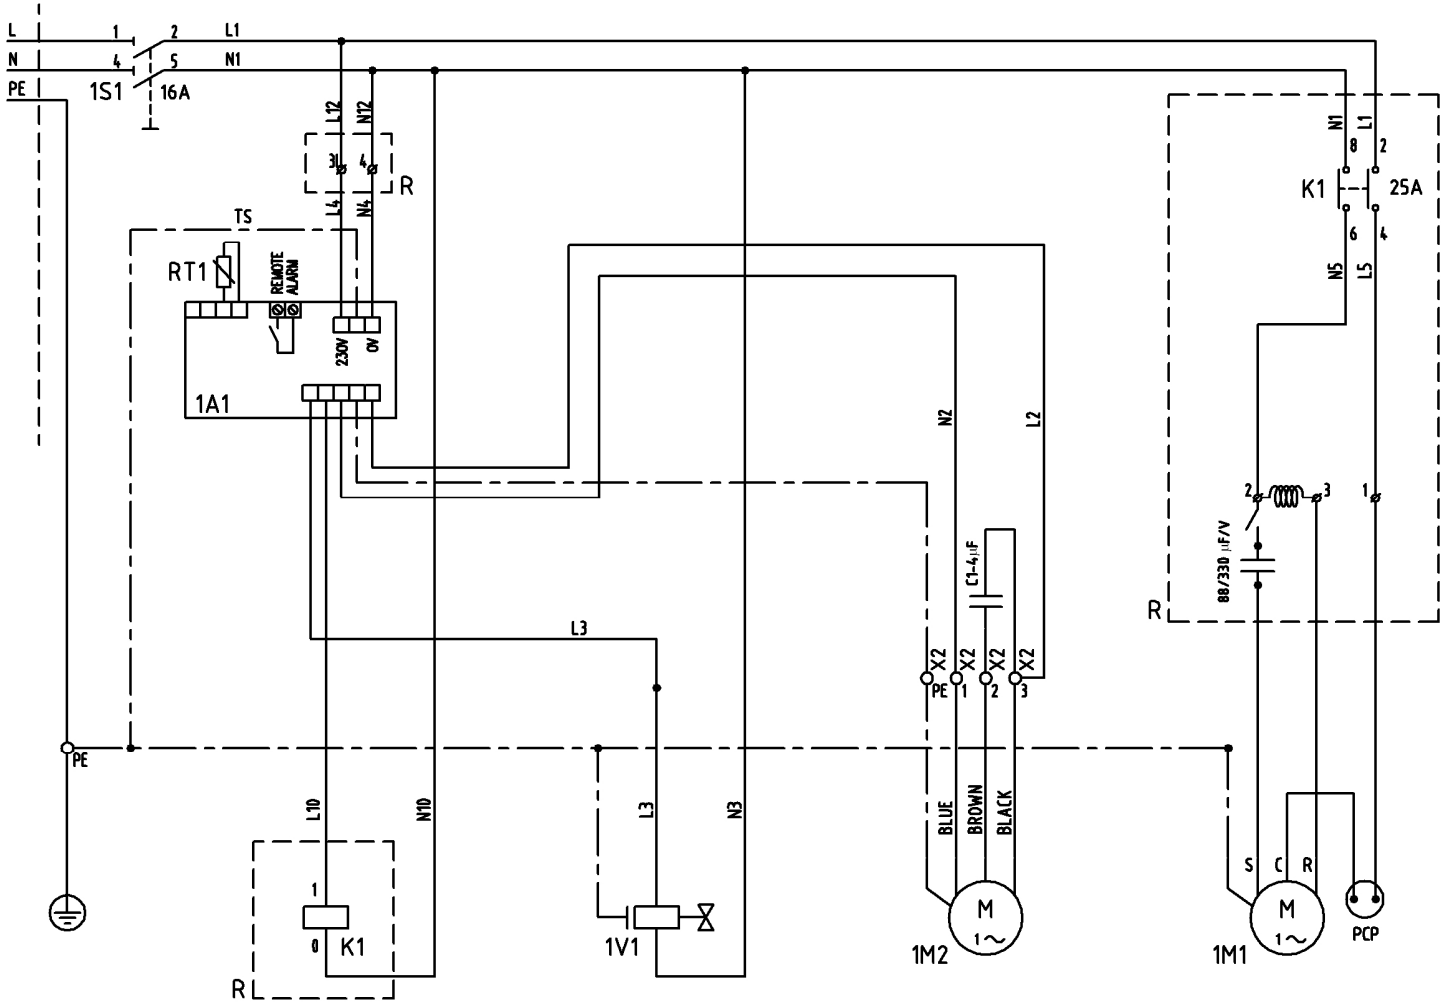 L 1 2 L1
N 4 5 N1
PE 1S1 16A
L12 N12
N1 L1
8 2
3 4
R
K1 25A
L4 N4
TS
6 4
RT1
REMOTE
ALARM
N5 L5
230V 0V
1A1
N2 L2
2 3 1
88/330 µF/V
C1-4µF
R
L3
X2 X2 X2 X2
PE 1 2 3
PE
L10 N10 L3 N3
BLUE
BROWN
BLACK
S C R
1
M M
0 K1
1V1
1~ 1~
PCP
1M2 1M1
R